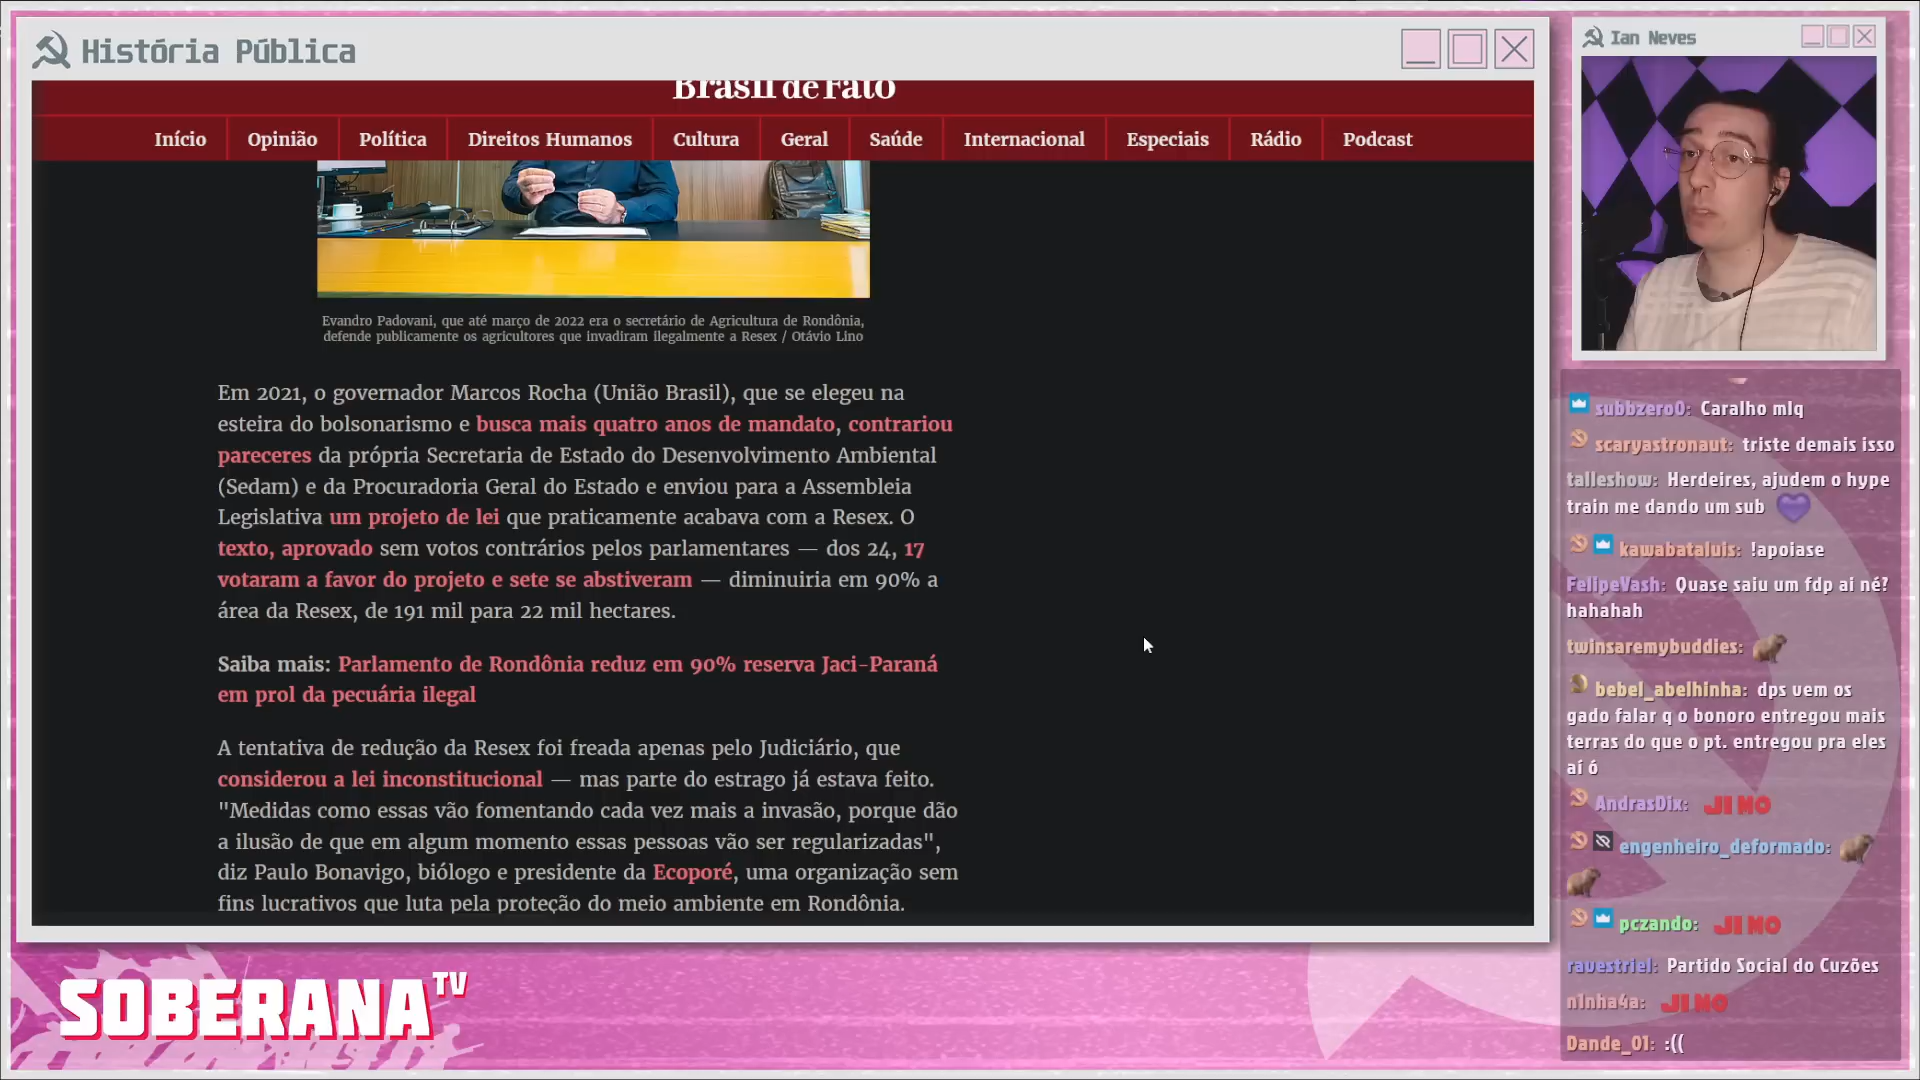 História Pública
Brasil de Fato
Início
Opinião
Política
Direitos Humanos
Cultura
Geral
Saúde
Internacional
Especiais
Rádio
Podcast
Evandro Padovani, que até março de 2022 era o secretário de Agricultura de Rondônia,
defende publicamente os agricultores que invadiram ilegalmente a Resex / Otávio Lino
Em 2021, o governador Marcos Rocha (União Brasil), que se elegeu na
esteira do bolsonarismo e busca mais quatro anos de mandato, contrariou
pareceres da própria Secretaria de Estado do Desenvolvimento Ambiental
(Sedam) e da Procuradoria Geral do Estado e enviou para a Assembleia
Legislativa um projeto de lei que praticamente acabava com a Resex. O
texto, aprovado sem votos contrários pelos parlamentares — dos 24, 17
votaram a favor do projeto e sete se abstiveram — diminuiria em 90% a
área da Resex, de 191 mil para 22 mil hectares.
Saiba mais: Parlamento de Rondônia reduz em 90% reserva Jaci-Paraná
em prol da pecuária ilegal
A tentativa de redução da Resex foi freada apenas pelo Judiciário, que
considerou a lei inconstitucional — mas parte do estrago já estava feito.
"Medidas como essas vão fomentando cada vez mais a invasão, porque dão
a ilusão de que em algum momento essas pessoas vão ser regularizadas",
diz Paulo Bonavigo, biólogo e presidente da Ecoporé, uma organização sem
fins lucrativos que luta pela proteção do meio ambiente em Rondônia.
SOBERANA TV
Ian Neves
subbzero0: Caralho mlq
scaryastronaut: triste demais isso
talleshow: Herdeires, ajudem o hype
train me dando um sub
kawabataluis: !apoiase
FelipeVash: Quase saiu um fdp ai né?
hahahah
twinsaremybuddies:
bebel_abelhinha: dps vem os
gado falar q o bonoro entregou mais
terras do que o pt. entregou pra eles
aí ó
AndrasDix: JI MO
engenheiro_deformado:
pczando: JI MO
ravestriel: Partido Social do Cuzões
n1nha4a: JI MO
Dande_01: :((